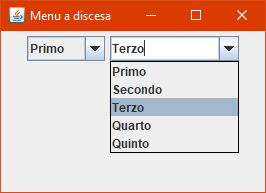 Menu a discesa
Primo
Terzo
Primo
Secondo
Terzo
Quarto
Quinto